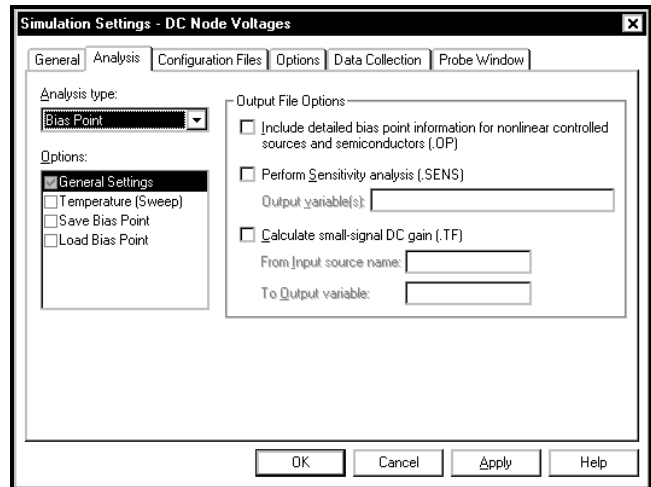 Simulation Settings - DC Node Voltages
General Analysis Configuration Files Options Data Collection Probe Window
Analysis type:
Bias Point
Options:
General Settings
Temperature (Sweep)
Save Bias Point
Load Bias Point
Output File Options
Include detailed bias point information for nonlinear controlled
sources and semiconductors (.OP)
Perform Sensitivity analysis (.SENS)
Output variable(s):
Calculate small-signal DC gain (.TF)
From Input source name:
To Output variable:
OK Cancel Apply Help